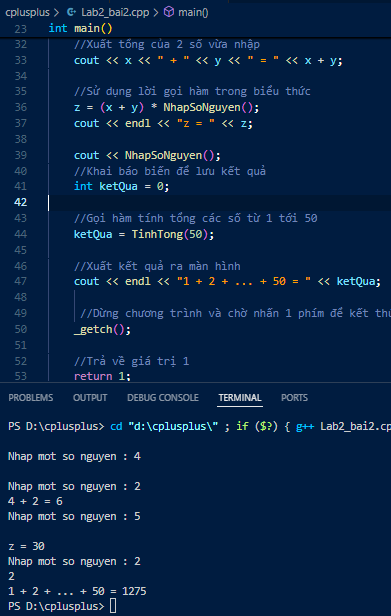 cplusplus > Lab2_bai2.cpp > main()
23 int main()
32 //Xuất tổng của 2 số vừa nhập
33 cout << x << " + " << y << " = " << x + y;
34
35 //Sử dụng lời gọi hàm trong biểu thức
36 z = (x + y) * NhapSoNguyen();
37 cout << endl << "z = " << z;
38
39 cout << NhapSoNguyen();
40 //Khai báo biến để lưu kết quả
41 int ketQua = 0;
42
43 //Gọi hàm tính tổng các số từ 1 tới 50
44 ketQua = TinhTong(50);
45
46 //Xuất kết quả ra màn hình
47 cout << endl << "1 + 2 + ... + 50 = " << ketQua;
48
49 //Dừng chương trình và chờ nhấn 1 phím để kết
50 _getch();
51
52 //Trả về giá trị 1
53 return 1;
PROBLEMS OUTPUT DEBUG CONSOLE TERMINAL PORTS
PS D:\cplusplus> cd "d:\cplusplus\" ; if ($?) { g++ Lab2_bai2.cp
Nhap mot so nguyen : 4
Nhap mot so nguyen : 2
4 + 2 = 6
Nhap mot so nguyen : 5
z = 30
Nhap mot so nguyen : 2
2
1 + 2 + ... + 50 = 1275
PS D:\cplusplus>